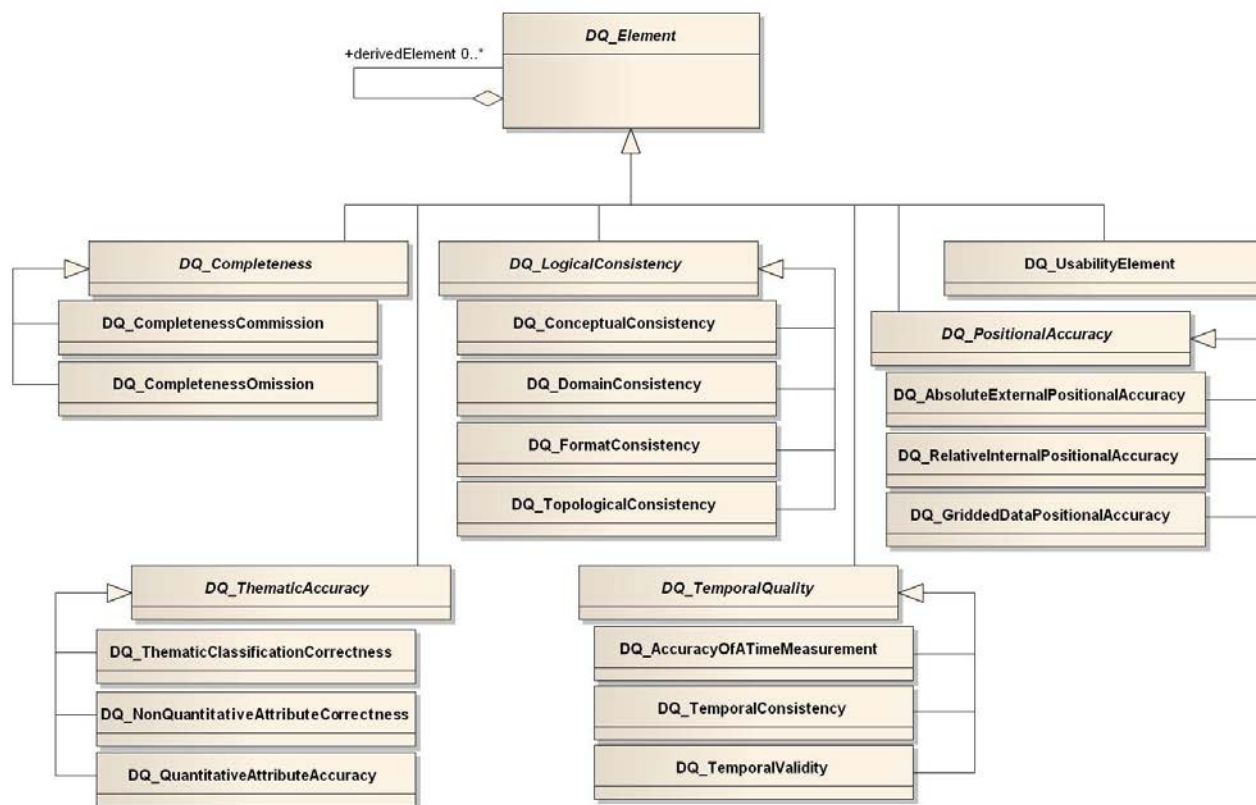 DQ_Element
+derivedElement 0..*
DQ_Completeness
DQ_CompletenessCommission
DQ_CompletenessOmission
DQ_LogicalConsistency
DQ_ConceptualConsistency
DQ_DomainConsistency
DQ_FormatConsistency
DQ_TopologicalConsistency
DQ_UsabilityElement
DQ_PositionalAccuracy
DQ_AbsoluteExternalPositionalAccuracy
DQ_RelativeInternalPositionalAccuracy
DQ_GriddedDataPositionalAccuracy
DQ_ThematicAccuracy
DQ_ThematicClassificationCorrectness
DQ_NonQuantitativeAttributeCorrectness
DQ_QuantitativeAttributeAccuracy
DQ_TemporalQuality
DQ_AccuracyOfATimeMeasurement
DQ_TemporalConsistency
DQ_TemporalValidity